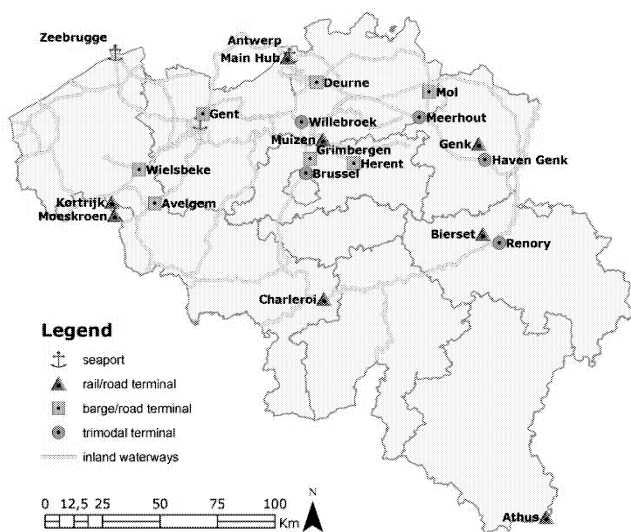 Zeebrugge
Antwerp
Main Hub
Deurne
Mol
Gent
Willebroek
Meerhout
Muizen
Genk
Grimbergen
Haven Genk
Herent
Wielsbeke
Brussel
Kortrijk
Avelgem
Moeskroen
Bierset
Renory
Charleroi
Legend
seaport
rail/road terminal
barge/road terminal
trimodal terminal
inland waterways
0 12,5 25 50 75 100
Km
N
Athus